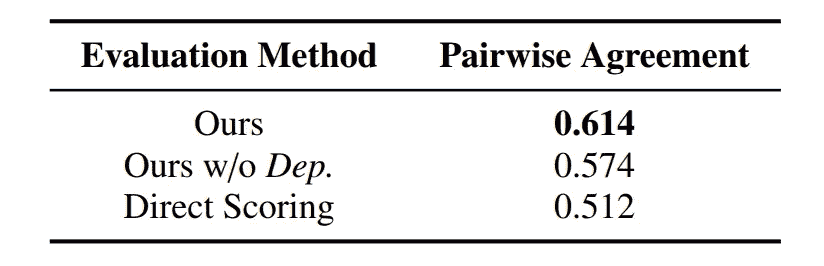 Evaluation Method Pairwise Agreement
Ours 0.614
Ours w/o Dep. 0.574
Direct Scoring 0.512